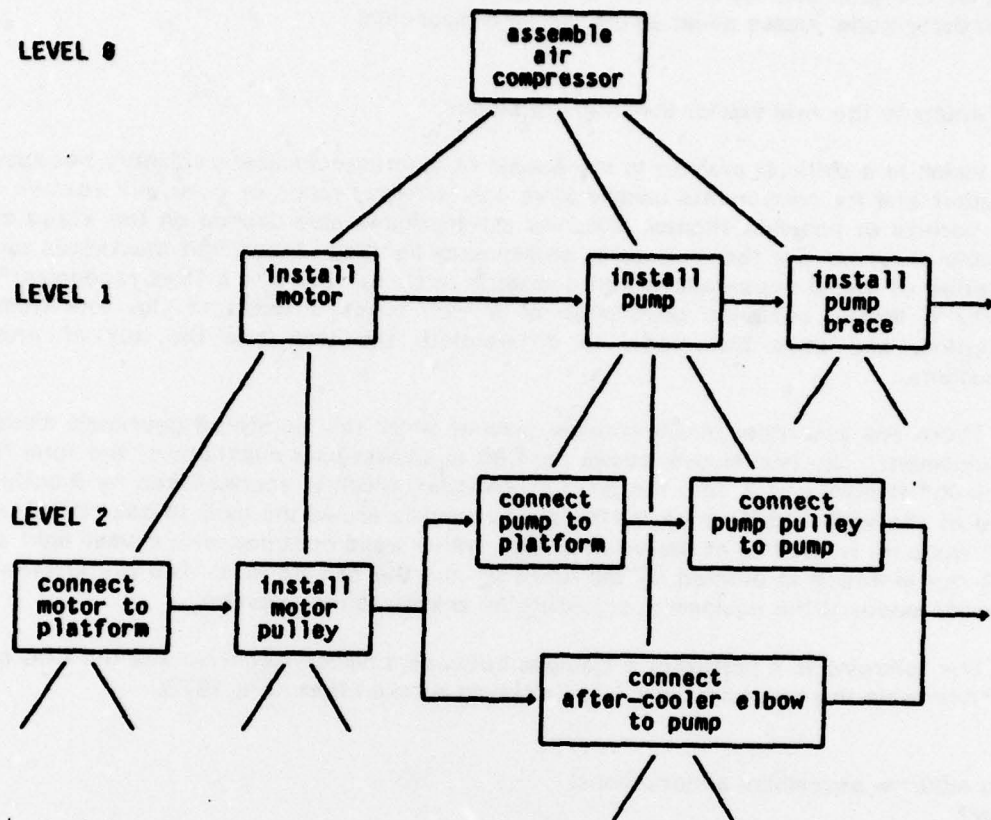 LEVEL 0
assemble
air
compressor
LEVEL 1
install
motor
install
pump
install
pump
brace
LEVEL 2
connect
pump to
platform
connect
pump pulley
to pump
connect
motor to
platform
install
motor
pulley
connect
after-cooler elbow
to pump